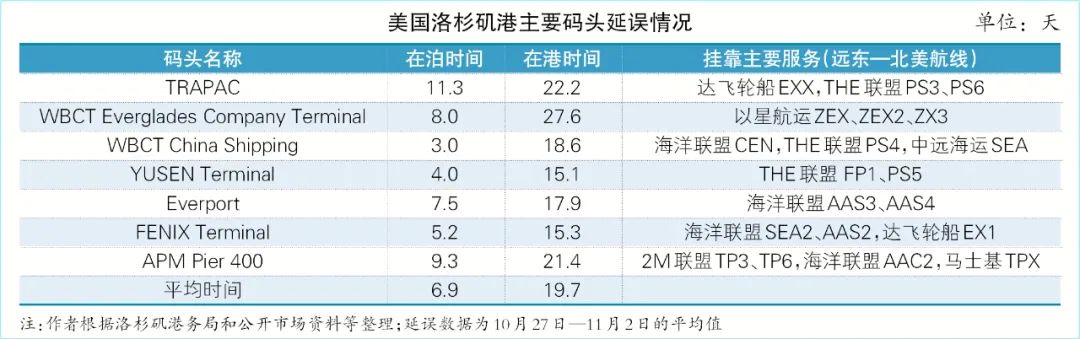 美国洛杉矶港主要码头延误情况 单位：天
码头名称 在泊时间 在港时间 挂靠主要服务(远东—北美航线)
TRAPAC 11.3 22.2 达飞轮船EXX,THE联盟PS3、PS6
WBCT Everglades Company Terminal 8.0 27.6 以星航运ZEX、ZEX2、ZX3
WBCT China Shipping 3.0 18.6 海洋联盟CEN,THE联盟PS4,中远海运SEA
YUSEN Terminal 4.0 15.1 THE联盟 FP1、PS5
Everport 7.5 17.9 海洋联盟AAS3、AAS4
FENIX Terminal 5.2 15.3 海洋联盟SEA2、AAS2,达飞轮船EX1
APM Pier 400 9.3 21.4 2M联盟TP3、TP6,海洋联盟AAC2,马士基TPX
平均时间 6.9 19.7
注:作者根据洛杉矶港务局和公开市场资料等整理;延误数据为10月27日—11月2日的平均值